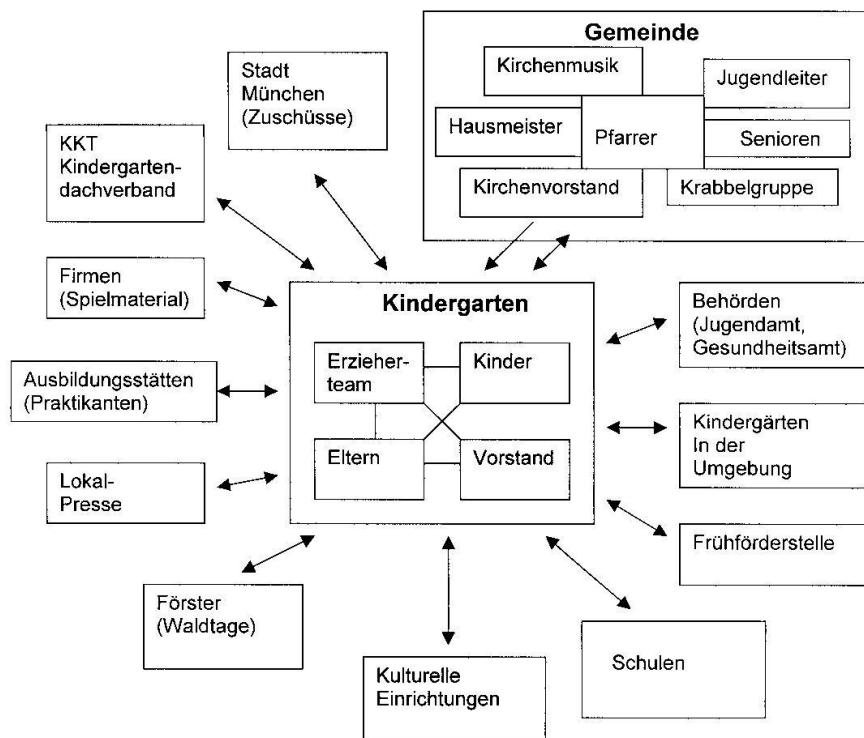 Gemeinde
Kirchenmusik
Jugendleiter
Hausmeister
Pfarrer
Senioren
Kirchenvorstand
Krabbelgruppe
Stadt
München
(Zuschüsse)
KKT
Kindergarten-
dachverband
Firmen
(Spielmaterial)
Ausbildungsstätten
(Praktikanten)
Lokal-
Presse
Förster
(Waldtage)
Kindergarten
Erzieher-
team
Kinder
Eltern
Vorstand
Behörden
(Jugendamt,
Gesundheitsamt)
Kindergärten
In der
Umgebung
Frühförderstelle
Schulen
Kulturelle
Einrichtungen